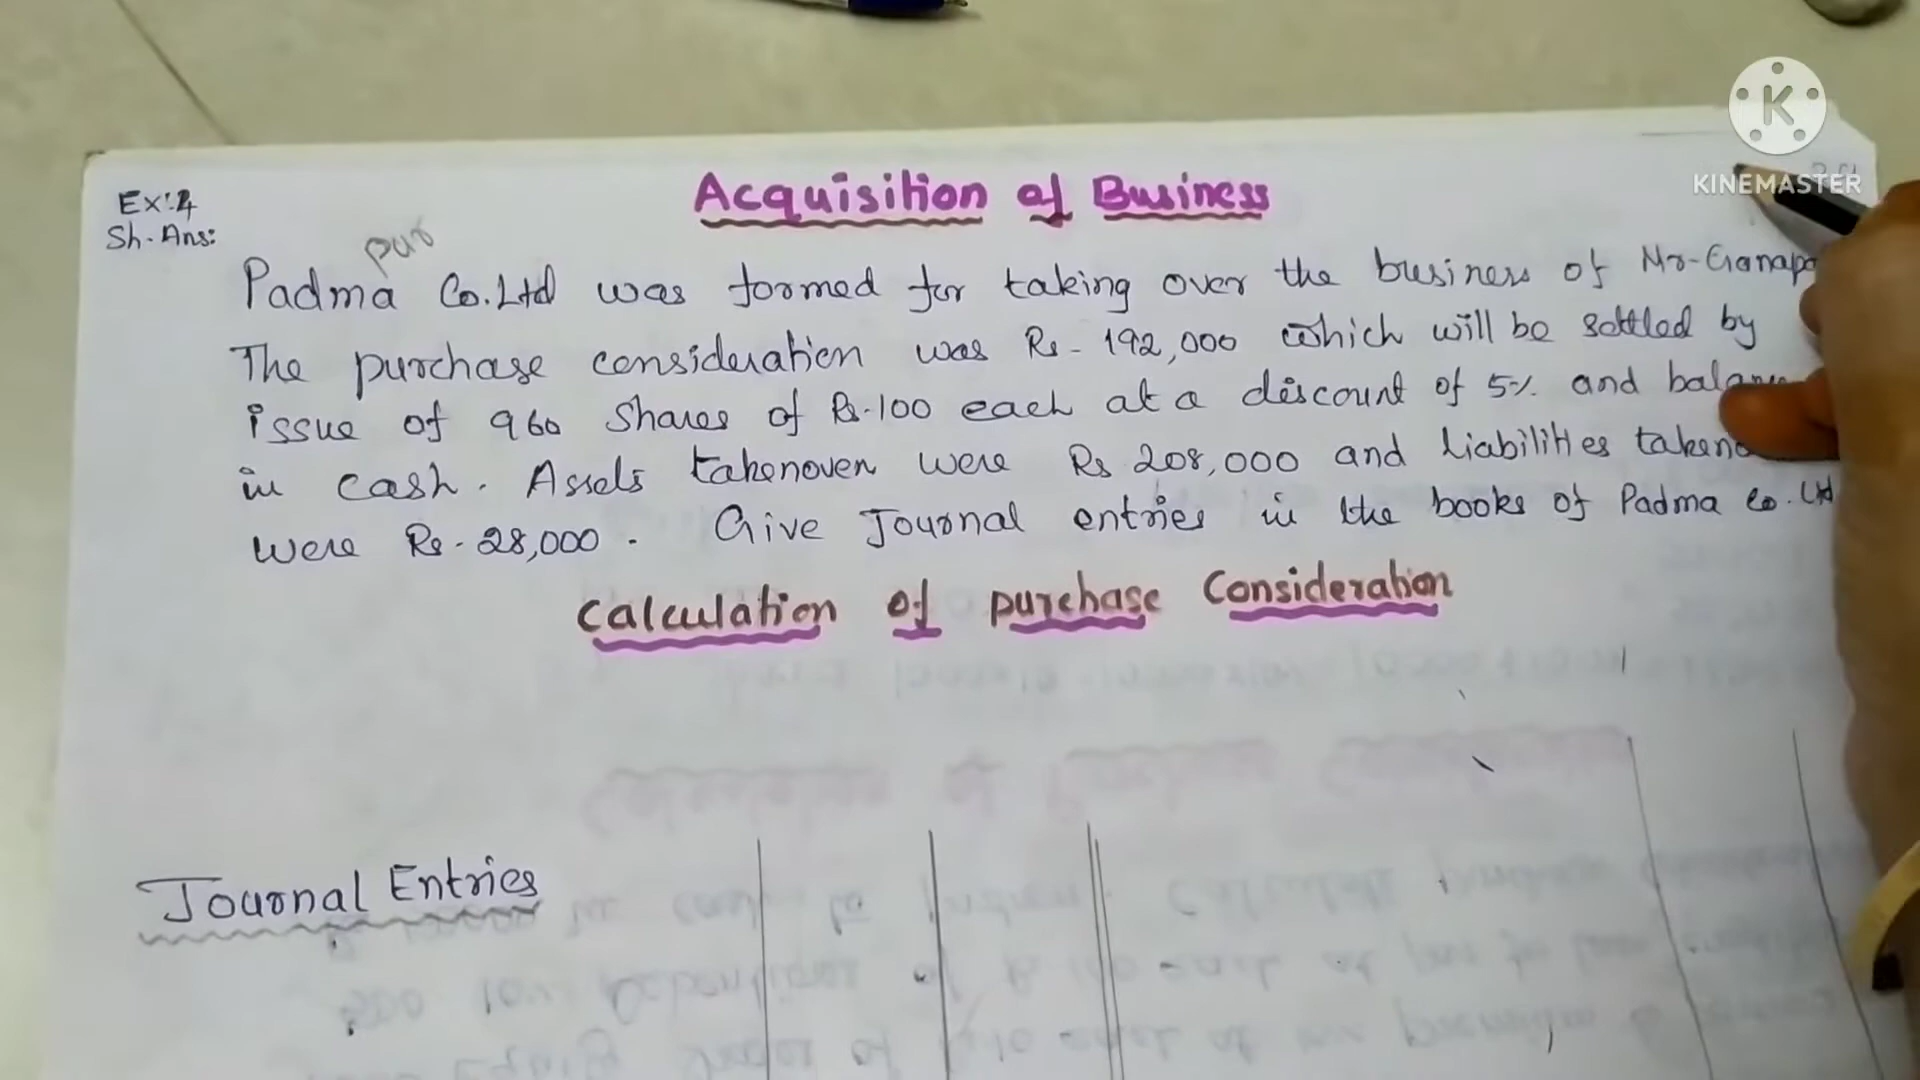 KINEMASTER
Acquisition of Business
Ex:4
Sh. Ans:
pur
Padma Co. Ltd was formed for taking over the business of Mr. Ganapa
The purchase consideration was Rs. 192,000 which will be settled by
issue of 960 Shares of Rs. 100 each at a discount of 5% and balan
in cash. Assets takenover were Rs 208,000 and liabilities takeno
were Rs. 28,000. Give Journal entries in the books of Padma Co. Ltd
Calculation of purchase Consideration
Journal Entries